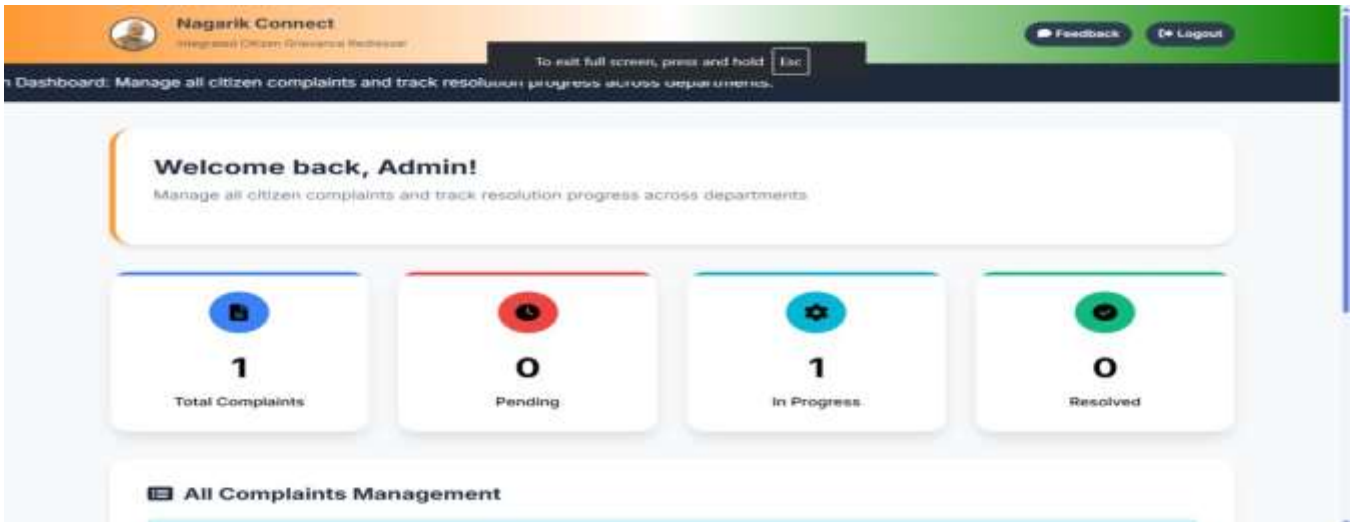 Nagarik Connect
Integrated Citizen Grievance Redressal
Feedback
Logout
To exit full screen, press and hold Esc
n Dashboard: Manage all citizen complaints and track resolution progress across departments.
Welcome back, Admin!
Manage all citizen complaints and track resolution progress across departments
1
Total Complaints
0
Pending
1
In Progress
0
Resolved
All Complaints Management